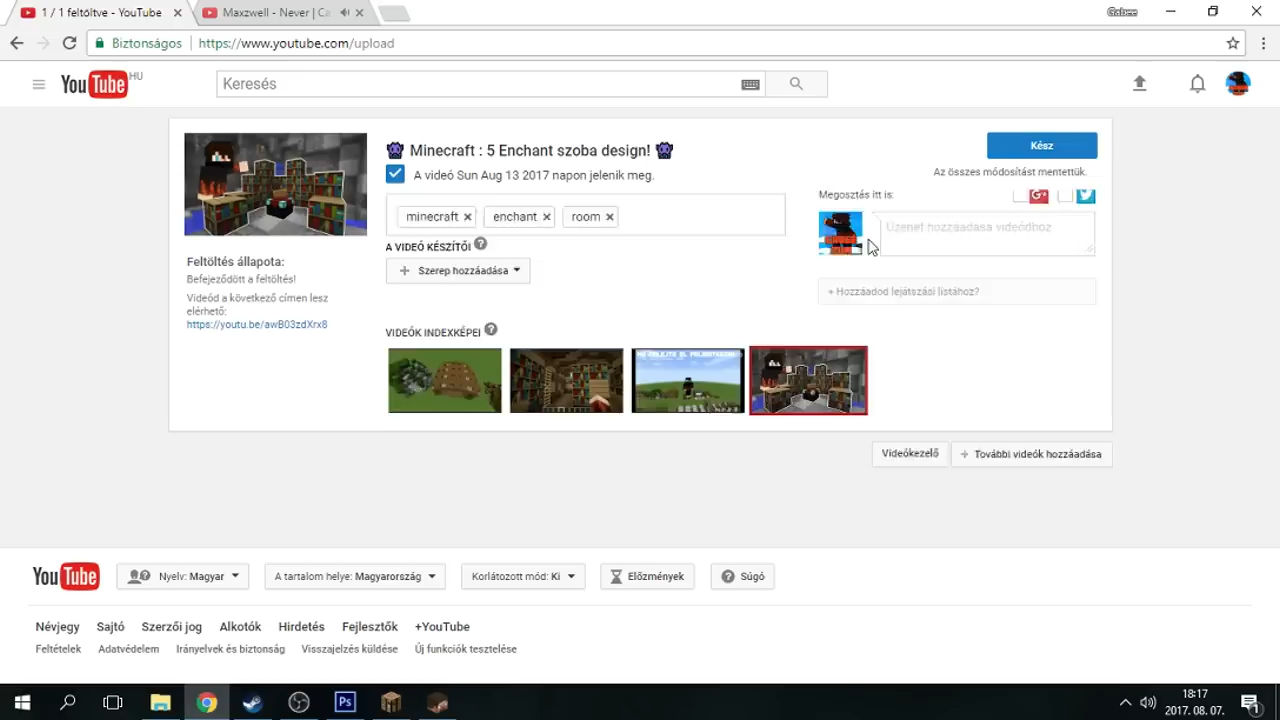 1 / 1 feltöltve - YouTube
Maxzwell - Never | Ca
Gabee
Biztonságos
https://www.youtube.com/upload
YouTube HU
Keresés
Minecraft : 5 Enchant szoba design!
Kész
A videó Sun Aug 13 2017 napon jelenik meg.
Az összes módosítást mentettük.
Megosztás itt is:
minecraft
enchant
room
Üzenet hozzáadása videódhoz
A VIDEÓ KÉSZÍTŐI
Szerep hozzáadása
Feltöltés állapota:
Befejeződött a feltöltés!
Videód a következő címen lesz
elérhető:
https://youtu.be/awB03zdXrx8
+ Hozzáadod lejátszási listához?
VIDEÓK INDEXKÉPEI
Videókezelő
+ További videók hozzáadása
YouTube
Nyelv: Magyar
A tartalom helye: Magyarország
Korlátozott mód: Ki
Előzmények
Súgó
Névjegy
Sajtó
Szerzői jog
Alkotók
Hirdetés
Fejlesztők
+YouTube
Feltételek
Adatvédelem
Irányelvek és biztonság
Visszajelzés küldése
Új funkciók tesztelése
Ps
18:17
2017. 08. 07.
1